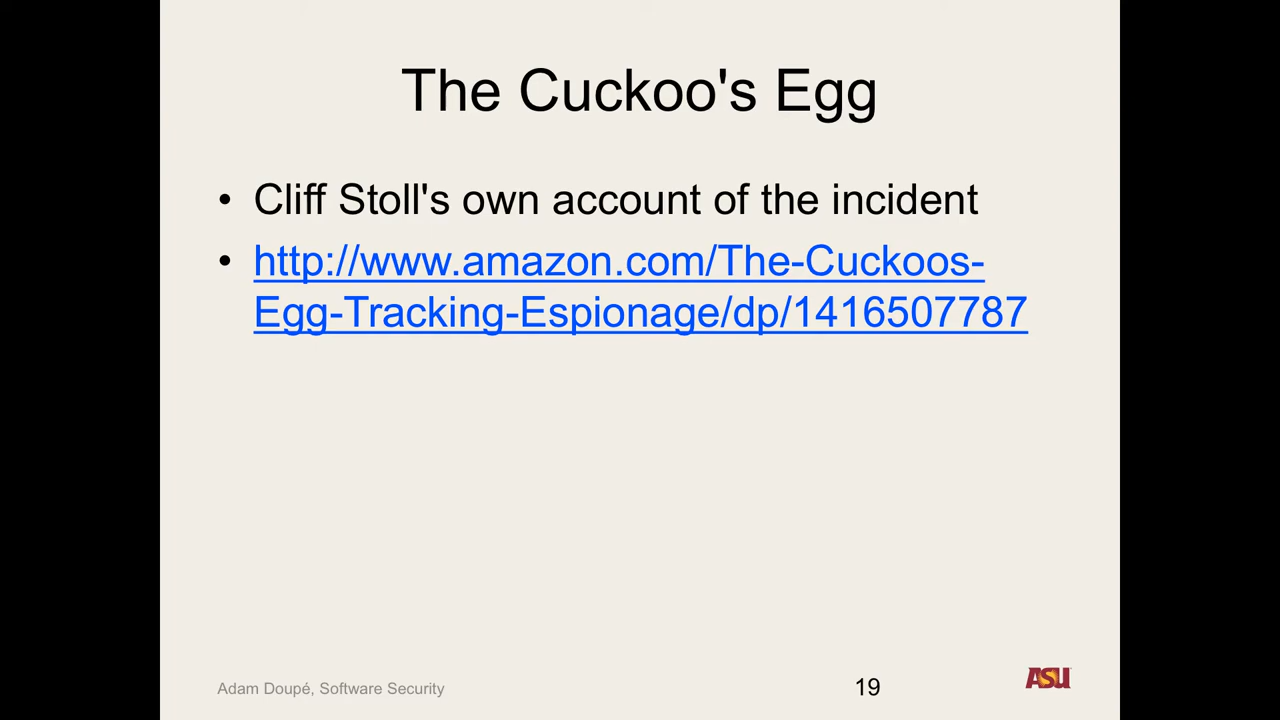 The Cuckoo's Egg
• Cliff Stoll's own account of the incident
• http://www.amazon.com/The-Cuckoos-
Egg-Tracking-Espionage/dp/1416507787
Adam Doupé, Software Security
19
ASU